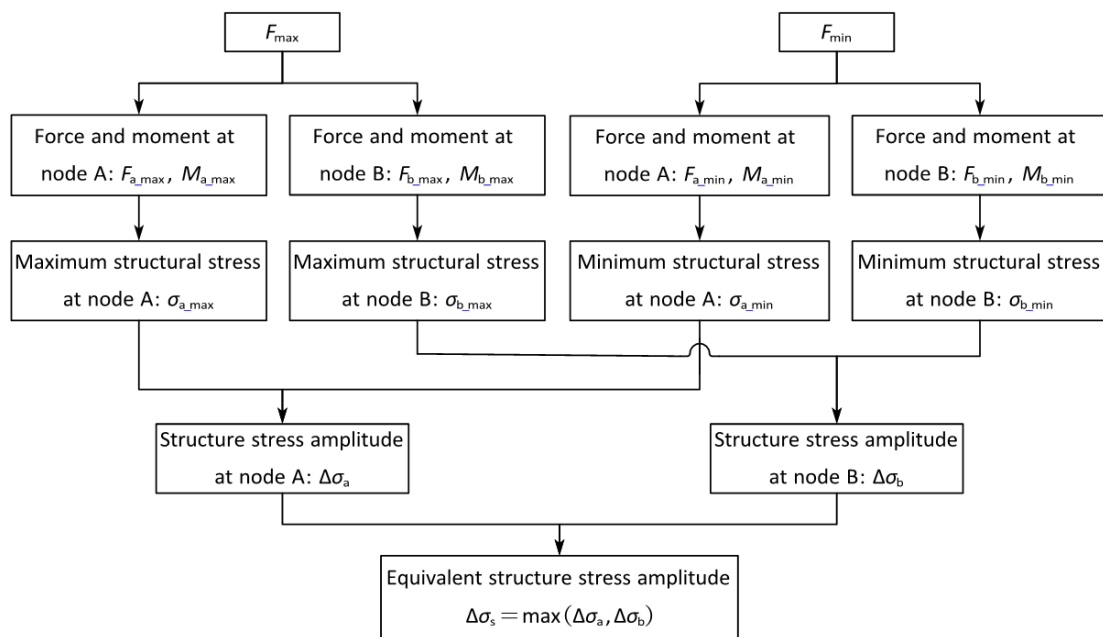 F_max
F_min
Force and moment at
node A: F_a_max, M_a_max
Force and moment at
node B: F_b_max, M_b_max
Force and moment at
node A: F_a_min, M_a_min
Force and moment at
node B: F_b_min, M_b_min
Maximum structural stress
at node A: σ_a_max
Maximum structural stress
at node B: σ_b_max
Minimum structural stress
at node A: σ_a_min
Minimum structural stress
at node B: σ_b_min
Structure stress amplitude
at node A: Δσ_a
Structure stress amplitude
at node B: Δσ_b
Equivalent structure stress amplitude
Δσ_s = max(Δσ_a, Δσ_b)